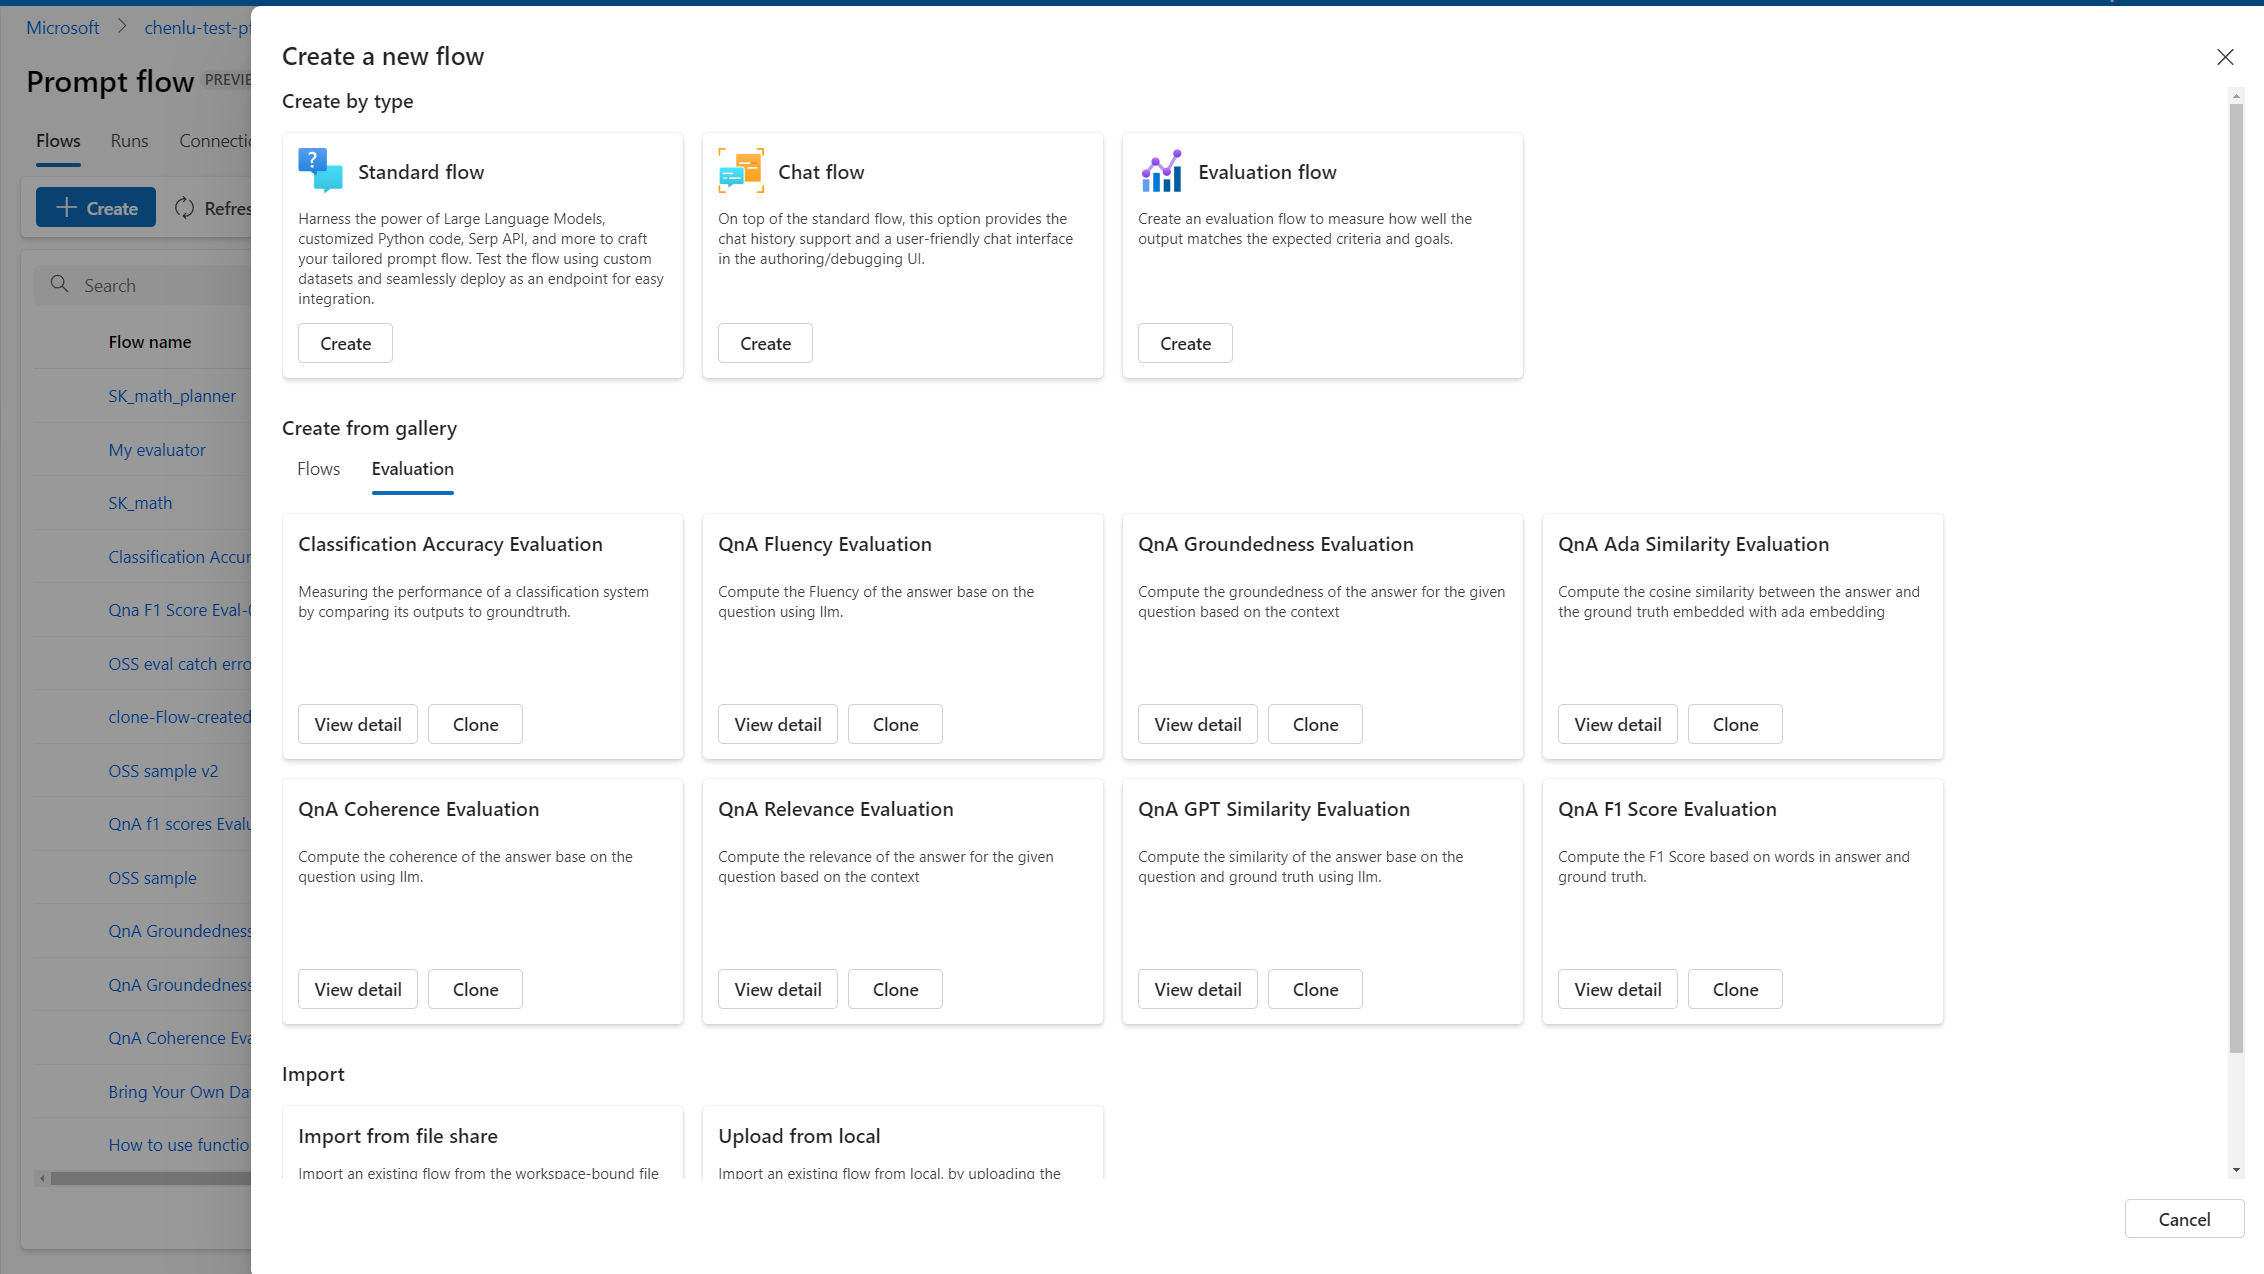 Microsoft > chenlu-test-pf
Prompt flow PREVIE
Flows Runs Connectio
Create Refres
Search
Flow name
SK_math_planner
My evaluator
SK_math
Classification Accur
Qna F1 Score Eval-
OSS eval catch erro
clone-Flow-created
OSS sample v2
QnA f1 scores Evalu
OSS sample
QnA Groundedness
QnA Groundedness
QnA Coherence Eva
Bring Your Own Da
How to use functio
Create a new flow
Create by type
Standard flow
Harness the power of Large Language Models,
customized Python code, Serp API, and more to craft
your tailored prompt flow. Test the flow using custom
datasets and seamlessly deploy as an endpoint for easy
integration.
Create
Chat flow
On top of the standard flow, this option provides the
chat history support and a user-friendly chat interface
in the authoring/debugging UI.
Create
Evaluation flow
Create an evaluation flow to measure how well the
output matches the expected criteria and goals.
Create
Create from gallery
Flows Evaluation
Classification Accuracy Evaluation
Measuring the performance of a classification system
by comparing its outputs to groundtruth.
View detail Clone
QnA Fluency Evaluation
Compute the Fluency of the answer base on the
question using llm.
View detail Clone
QnA Groundedness Evaluation
Compute the groundedness of the answer for the given
question based on the context
View detail Clone
QnA Ada Similarity Evaluation
Compute the cosine similarity between the answer and
the ground truth embedded with ada embedding
View detail Clone
QnA Coherence Evaluation
Compute the coherence of the answer base on the
question using llm.
View detail Clone
QnA Relevance Evaluation
Compute the relevance of the answer for the given
question based on the context
View detail Clone
QnA GPT Similarity Evaluation
Compute the similarity of the answer base on the
question and ground truth using llm.
View detail Clone
QnA F1 Score Evaluation
Compute the F1 Score based on words in answer and
ground truth.
View detail Clone
Import
Import from file share
Import an existing flow from the workspace-bound file
Upload from local
Import an existing flow from local, by uploading the
Cancel